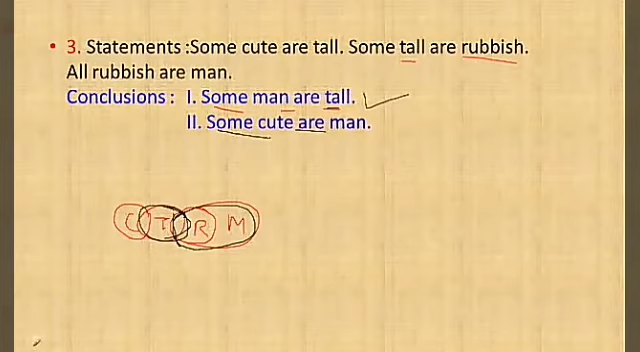 • 3. Statements :Some cute are tall. Some tall are rubbish.
All rubbish are man.
Conclusions : I. Some man are tall.
II. Some cute are man.
C T R M